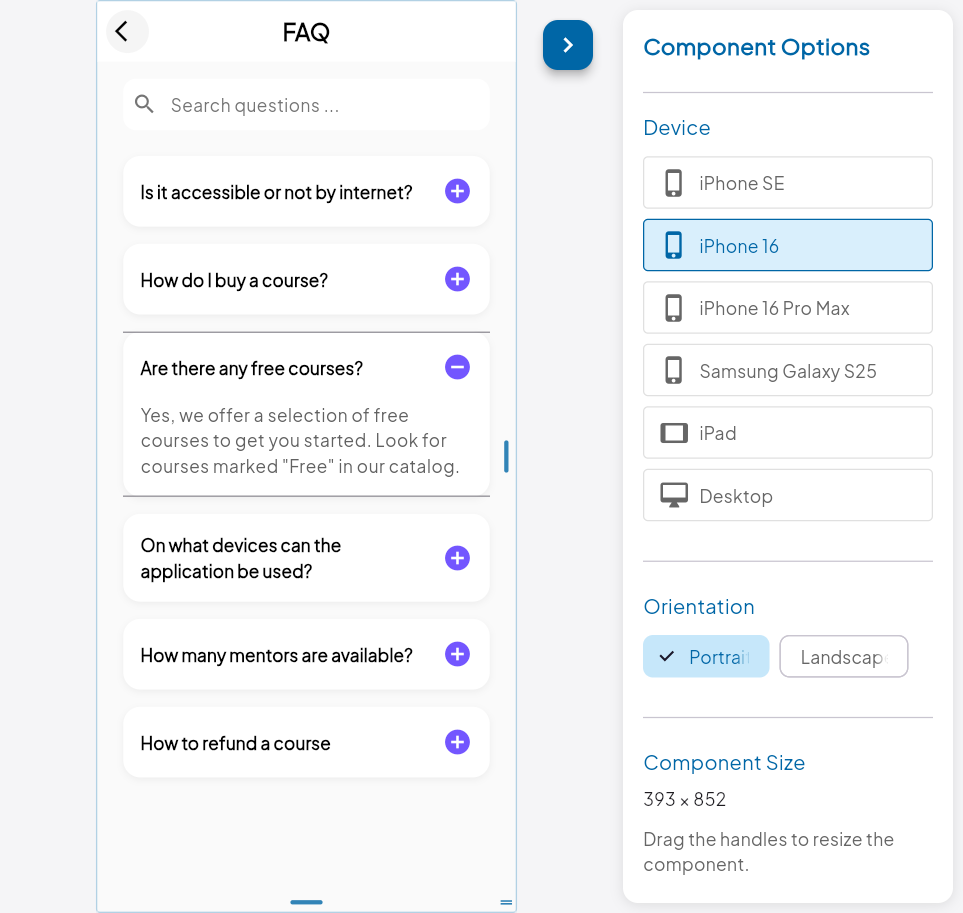 FAQ
Search questions ...
Is it accessible or not by internet?
How do I buy a course?
Are there any free courses?
Yes, we offer a selection of free
courses to get you started. Look for
courses marked "Free" in our catalog.
On what devices can the
application be used?
How many mentors are available?
How to refund a course
Component Options
Device
iPhone SE
iPhone 16
iPhone 16 Pro Max
Samsung Galaxy S25
iPad
Desktop
Orientation
Portrait
Landscape
Component Size
393 × 852
Drag the handles to resize the
component.